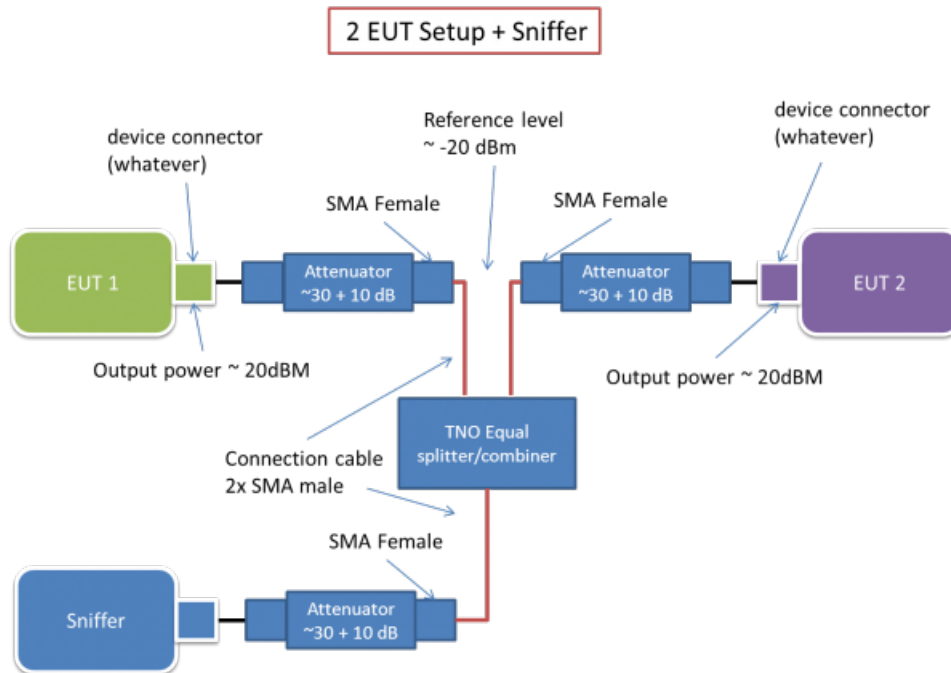 2 EUT Setup + Sniffer
device connector
(whatever)
Reference level
~ -20 dBm
device connector
(whatever)
SMA Female
SMA Female
EUT 1
Attenuator
~30 + 10 dB
Attenuator
~30 + 10 dB
EUT 2
Output power ~ 20dBM
Output power ~ 20dBM
TNO Equal
splitter/combiner
Connection cable
2x SMA male
SMA Female
Sniffer
Attenuator
~30 + 10 dB